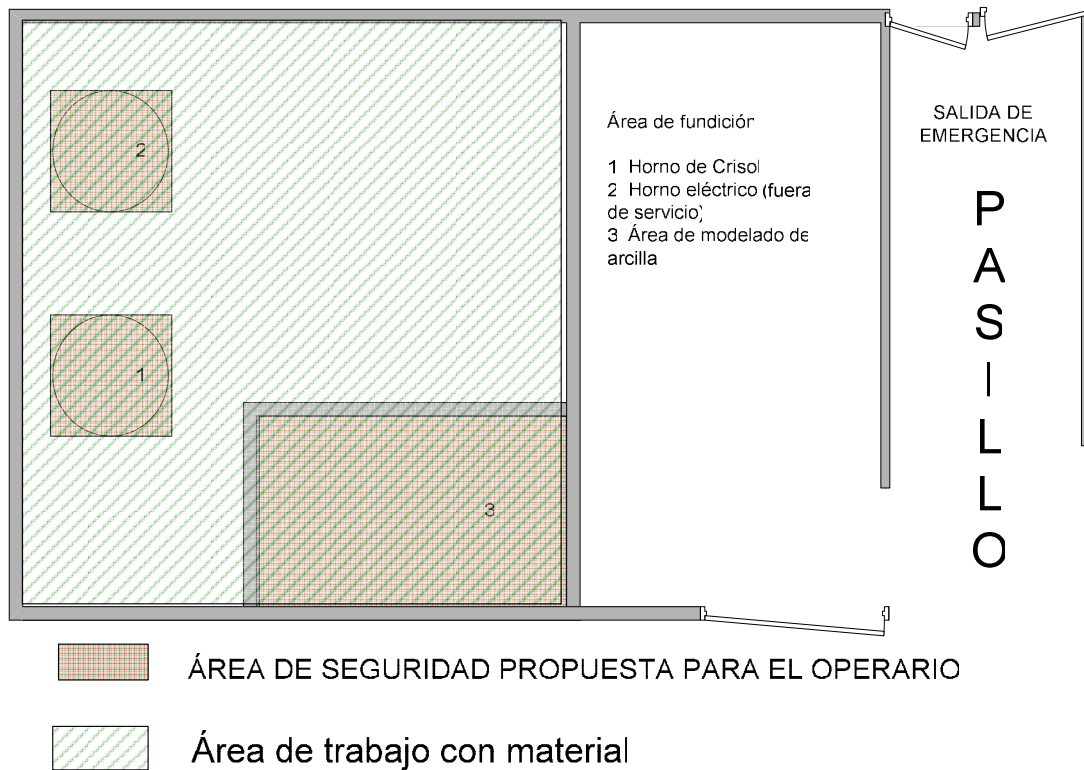 2
1
3
Área de fundición
1 Horno de Crisol
2 Horno eléctrico (fuera
de servicio)
3 Área de modelado de
arcilla
SALIDA DE
EMERGENCIA
P
A
S
I
L
L
O
ÁREA DE SEGURIDAD PROPUESTA PARA EL OPERARIO
Área de trabajo con material